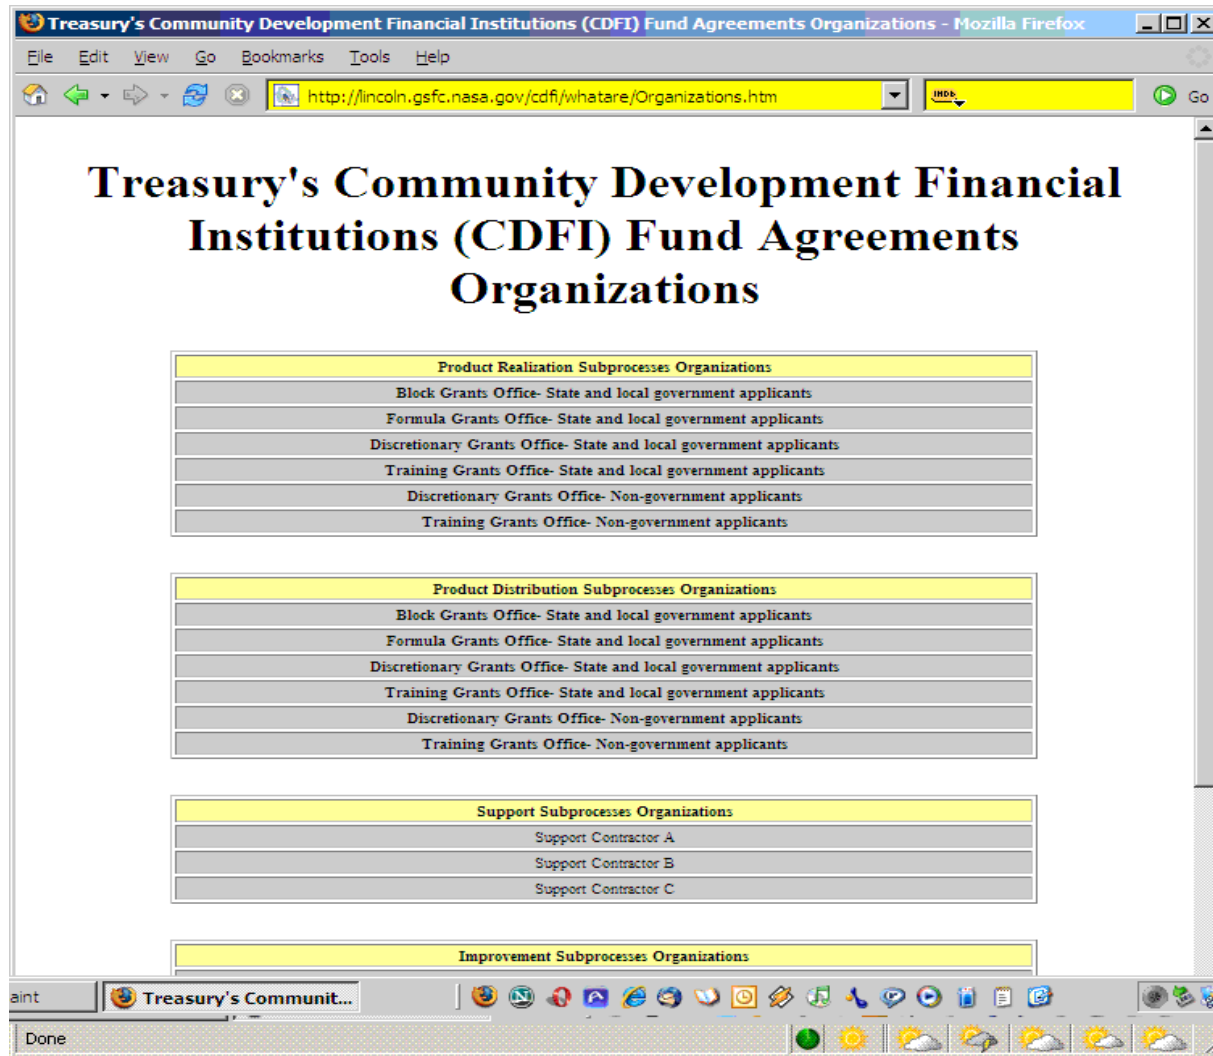 Treasury's Community Development Financial Institutions (CDFI) Fund Agreements Organizations - Mozilla Firefox
File Edit View Go Bookmarks Tools Help
http://lincoln.gsfc.nasa.gov/cdfi/whatare/Organizations.htm IMDb Go
Treasury's Community Development Financial
Institutions (CDFI) Fund Agreements
Organizations
Product Realization Subprocesses Organizations
Block Grants Office- State and local government applicants
Formula Grants Office- State and local government applicants
Discretionary Grants Office- State and local government applicants
Training Grants Office- State and local government applicants
Discretionary Grants Office- Non-government applicants
Training Grants Office- Non-government applicants
Product Distribution Subprocesses Organizations
Block Grants Office- State and local government applicants
Formula Grants Office- State and local government applicants
Discretionary Grants Office- State and local government applicants
Training Grants Office- State and local government applicants
Discretionary Grants Office- Non-government applicants
Training Grants Office- Non-government applicants
Support Subprocesses Organizations
Support Contractor A
Support Contractor B
Support Contractor C
Improvement Subprocesses Organizations
aint Treasury's Communit...
Done